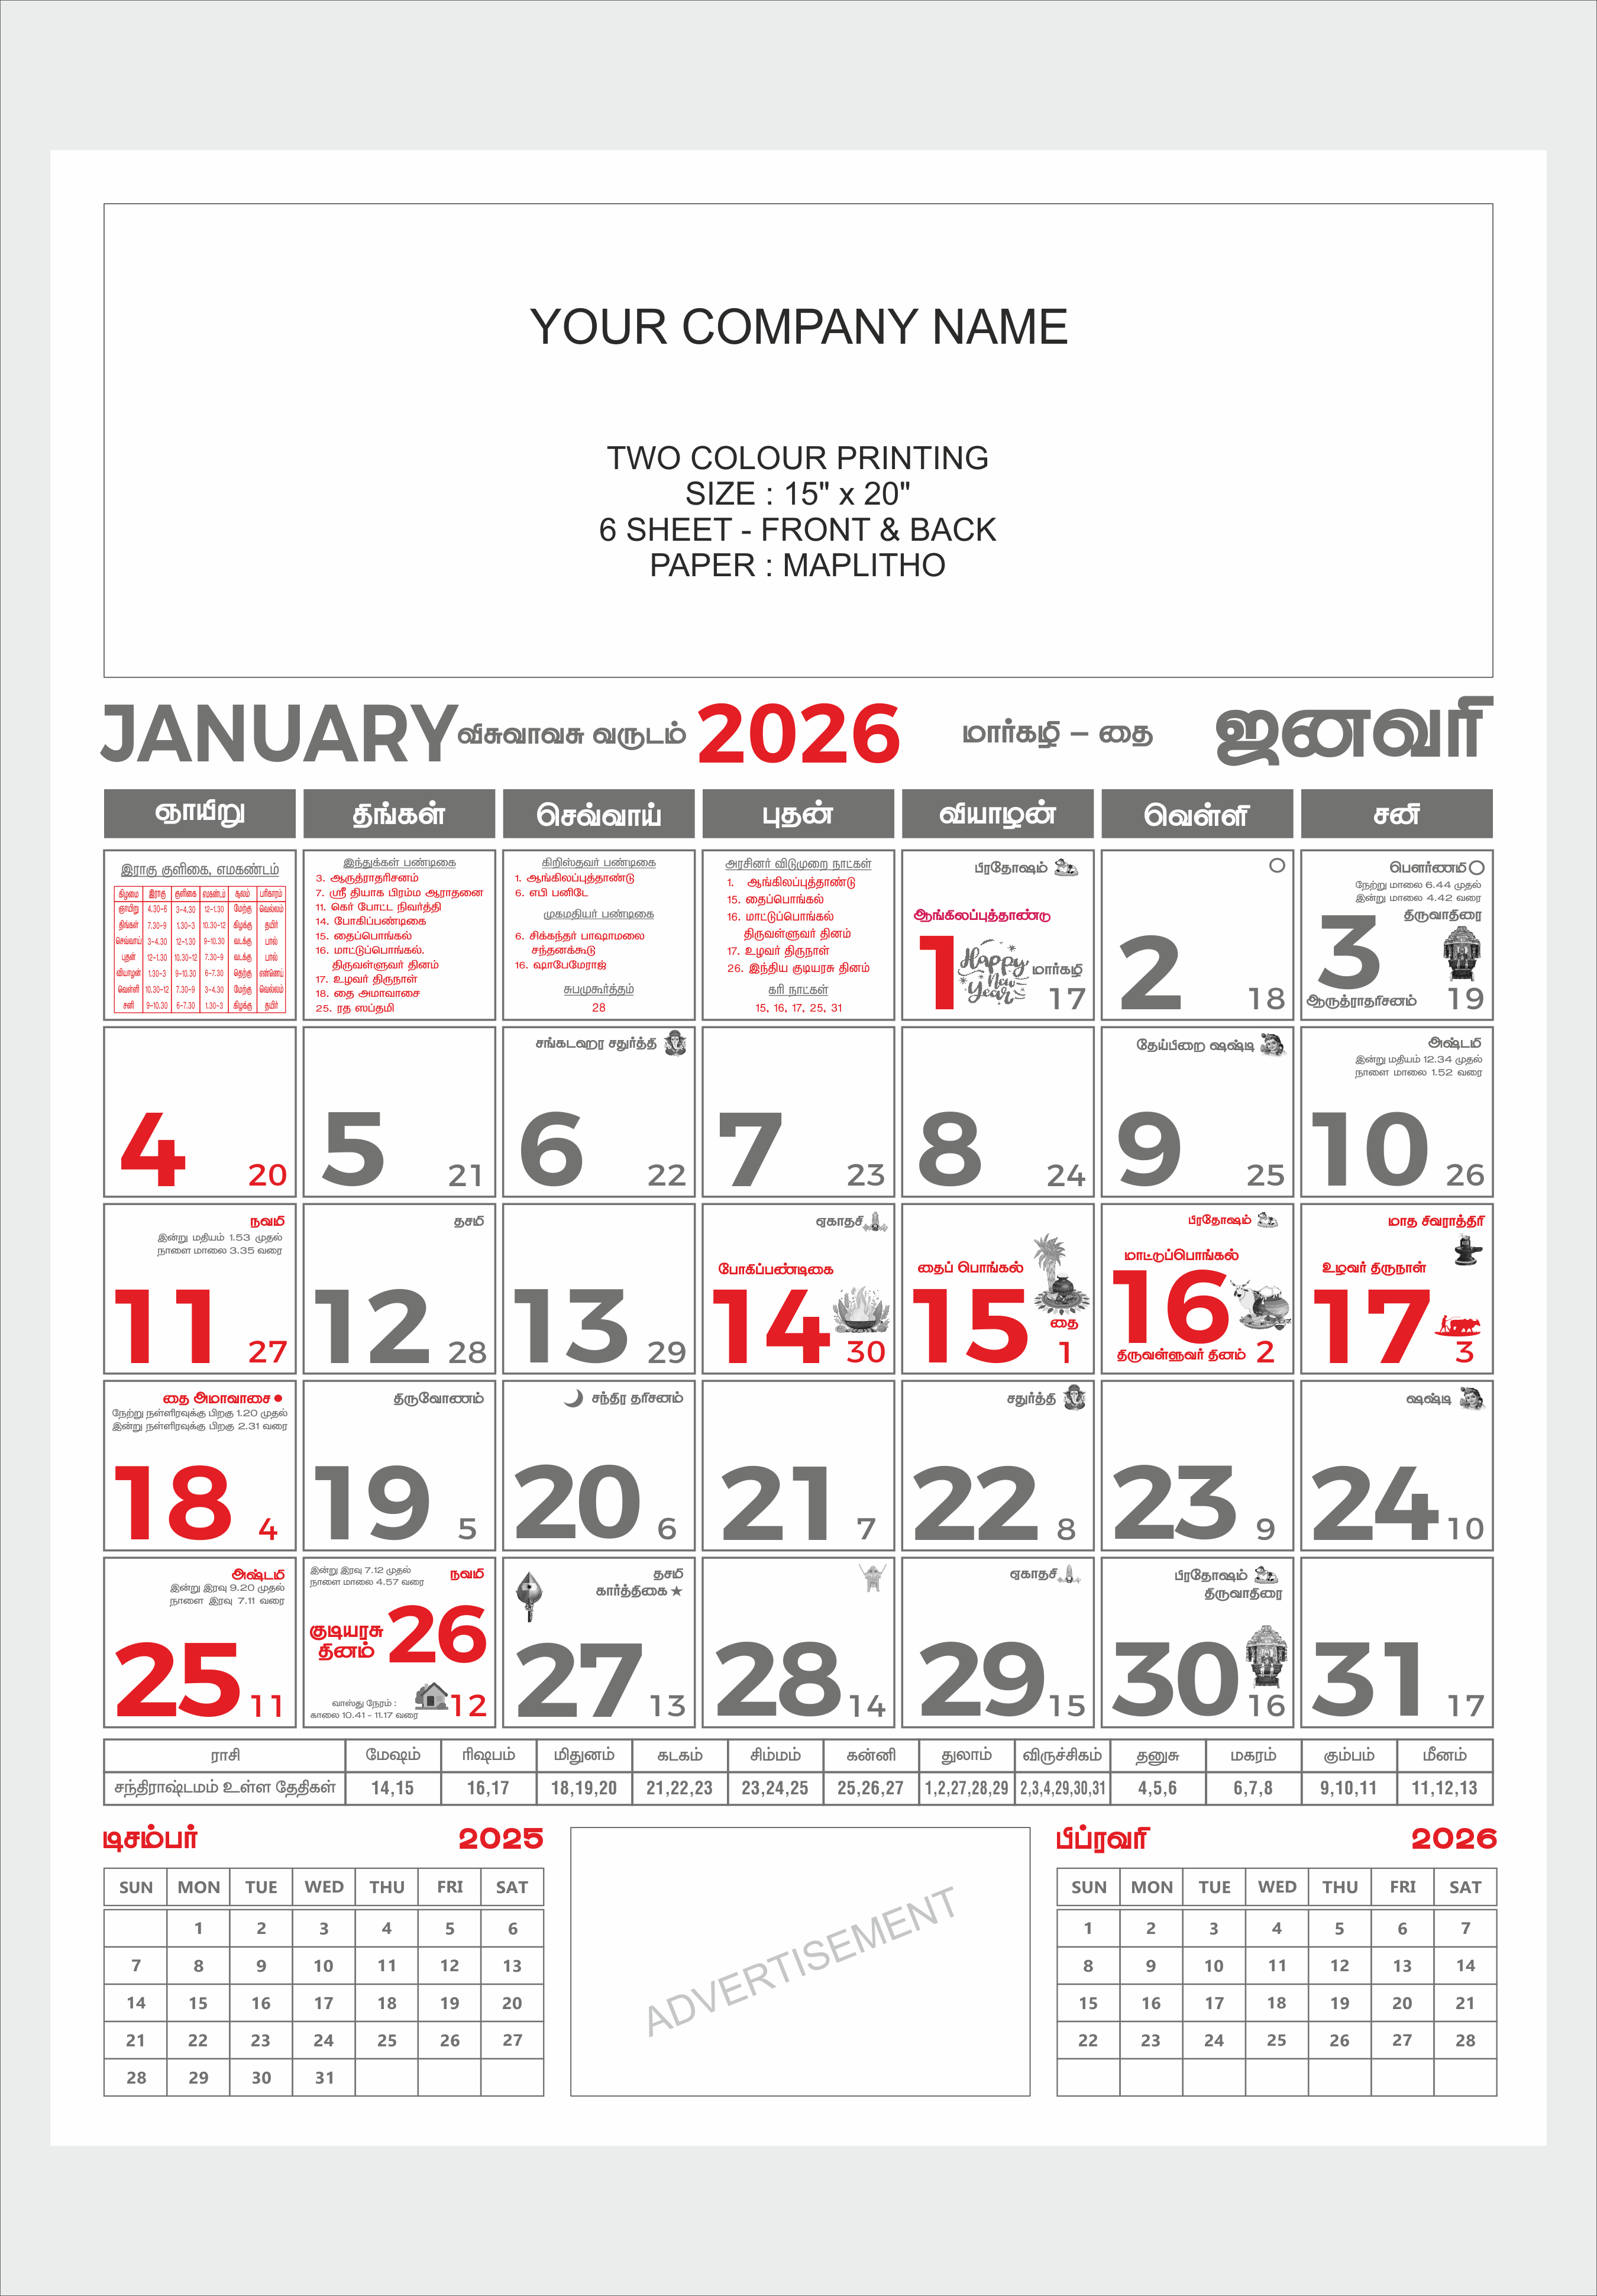 YOUR COMPANY NAME
TWO COLOUR PRINTING
SIZE : 15" x 20"
6 SHEET - FRONT & BACK
PAPER : MAPLITHO
JANUARY விசுவாவசு வருடம் 2026 மார்கழி – தை ஜனவரி
ஞாயிறு திங்கள் செவ்வாய் புதன் வியாழன் வெள்ளி சனி
இராகு குளிகை, எமகண்டம்
கிழமை இராகு குளிகை எமகண்டம் சூலம் பரிகாரம்
ஞாயிறு 4.30-6 3-4.30 12-1.30 மேற்கு வெல்லம்
திங்கள் 7.30-9 1.30-3 10.30-12 கிழக்கு தயிர்
செவ்வாய் 3-4.30 12-1.30 9-10.30 வடக்கு பால்
புதன் 12-1.30 10.30-12 7.30-9 வடக்கு பால்
வியாழன் 1.30-3 9-10.30 6-7.30 தெற்கு எண்ணெய்
வெள்ளி 10.30-12 7.30-9 3-4.30 மேற்கு வெல்லம்
சனி 9-10.30 6-7.30 1.30-3 கிழக்கு தயிர்
இந்துக்கள் பண்டிகை
3. ஆருத்ராதரிசனம்
7. ஸ்ரீ தியாக பிரம்ம ஆராதனை
11. கெர் போட்ட நிவர்த்தி
14. போகிப்பண்டிகை
15. தைப்பொங்கல்
16. மாட்டுப்பொங்கல்.
திருவள்ளுவர் தினம்
17. உழவர் திருநாள்
18. தை அமாவாசை
25. ரத ஸப்தமி
கிறிஸ்தவர் பண்டிகை
1. ஆங்கிலப்புத்தாண்டு
6. எபி பனிடே
முகமதியர் பண்டிகை
6. சிக்கந்தர் பாஷாமலை
சந்தனக்கூடு
16. ஷாபேமேராஜ்
சுபமுகூர்த்தம்
28
அரசினர் விடுமுறை நாட்கள்
1. ஆங்கிலப்புத்தாண்டு
15. தைப்பொங்கல்
16. மாட்டுப்பொங்கல்
திருவள்ளுவர் தினம்
17. உழவர் திருநாள்
26. இந்திய குடியரசு தினம்
கரி நாட்கள்
15, 16, 17, 25, 31
பிரதோஷம்
ஆங்கிலப்புத்தாண்டு
1 Happy New Year மார்கழி 17
2 18
பௌர்ணமி
நேற்று மாலை 6.44 முதல்
இன்று மாலை 4.42 வரை
திருவாதிரை
3
ஆருத்ராதரிசனம் 19
4 20
5 21
சங்கடஹர சதுர்த்தி
6 22
7 23
8 24
தேய்பிறை ஷஷ்டி
9 25
அஷ்டமி
இன்று மதியம் 12.34 முதல்
நாளை மாலை 1.52 வரை
10 26
நவமி
இன்று மதியம் 1.53 முதல்
நாளை மாலை 3.35 வரை
11 27
தசமி
12 28
13 29
ஏகாதசி
போகிப்பண்டிகை
14 30
தைப் பொங்கல்
15 தை 1
பிரதோஷம்
மாட்டுப்பொங்கல்
16
திருவள்ளுவர் தினம் 2
மாத சிவராத்திரி
உழவர் திருநாள்
17 3
தை அமாவாசை
நேற்று நள்ளிரவுக்கு பிறகு 1.20 முதல்
இன்று நள்ளிரவுக்கு பிறகு 2.31 வரை
18 4
திருவோணம்
19 5
சந்திர தரிசனம்
20 6
21 7
சதுர்த்தி
22 8
23 9
ஷஷ்டி
24 10
அஷ்டமி
இன்று இரவு 9.20 முதல்
நாளை இரவு 7.11 வரை
25 11
இன்று இரவு 7.12 முதல் நவமி
நாளை மாலை 4.57 வரை
குடியரசு தினம் 26
வாஸ்து நேரம் :
காலை 10.41 - 11.17 வரை 12
தசமி
கார்த்திகை ★
27 13
28 14
ஏகாதசி
29 15
பிரதோஷம்
திருவாதிரை
30 16
31 17
ராசி மேஷம் ரிஷபம் மிதுனம் கடகம் சிம்மம் கன்னி துலாம் விருச்சிகம் தனுசு மகரம் கும்பம் மீனம்
சந்திராஷ்டமம் உள்ள தேதிகள் 14,15 16,17 18,19,20 21,22,23 23,24,25 25,26,27 1,2,27,28,29 2,3,4,29,30,31 4,5,6 6,7,8 9,10,11 11,12,13
டிசம்பர் 2025
SUN MON TUE WED THU FRI SAT
1 2 3 4 5 6
7 8 9 10 11 12 13
14 15 16 17 18 19 20
21 22 23 24 25 26 27
28 29 30 31
ADVERTISEMENT
பிப்ரவரி 2026
SUN MON TUE WED THU FRI SAT
1 2 3 4 5 6 7
8 9 10 11 12 13 14
15 16 17 18 19 20 21
22 23 24 25 26 27 28